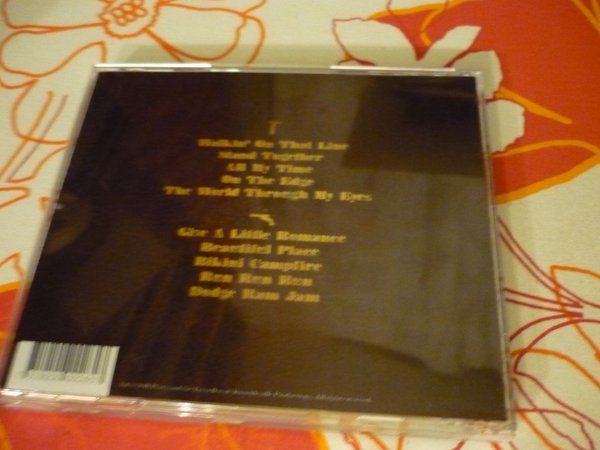 Walkin' On That Line
Stand Together
All My Time
On The Edge
The World Through My Eyes
Give A Little Romance
Beautiful Place
Bikini Campfire
Run Run Run
Dodge Ram Jam